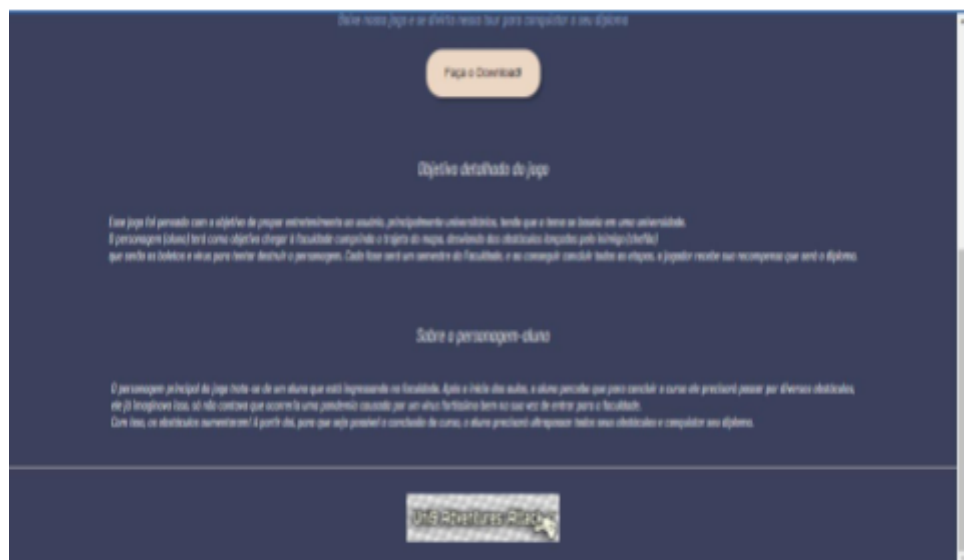 Baixe nosso jogo e se divirta nesse tour para conquistar o seu diploma
Faça o Download!
Objetivo detalhado do jogo
Esse jogo foi pensado com o objetivo de propor entretenimento ao usuário, principalmente universitários, tendo que o tema se baseia em uma universidade.
O personagem (aluno) terá como objetivo chegar à faculdade cumprindo o trajeto do mapa, desviando dos obstáculos lançados pelo inimigo (chefão)
que serão os boletos e vírus para tentar destruir o personagem. Cada fase será um semestre da Faculdade, e ao conseguir concluir todas as etapas, o jogador recebe sua recompensa que será o diploma.
Sobre o personagem-aluno
O personagem principal do jogo trata-se de um aluno que está ingressando na faculdade. Após o início das aulas, o aluno percebe que para concluir o curso ele precisará passar por diversos obstáculos,
ele já imaginava isso, só não contava que ocorreria uma pandemia causada por um vírus fortíssimo bem na sua vez de entrar para a faculdade.
Com isso, os obstáculos aumentaram! A partir daí, para que seja possível a conclusão do curso, o aluno precisará ultrapassar todos seus obstáculos e conquistar seu diploma.
Adventures